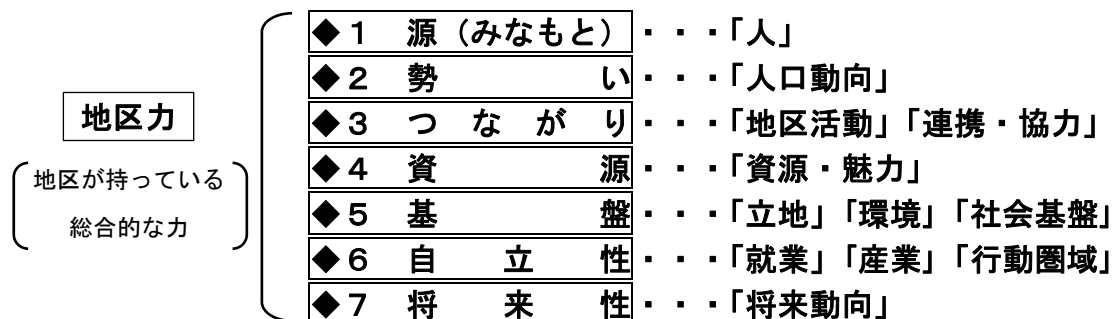 地区力
地区が持っている
総合的な力
◆1 源(みなもと)・・・「人」
◆2 勢い・・・「人口動向」
◆3 つながり・・・「地区活動」「連携・協力」
◆4 資源・・・「資源・魅力」
◆5 基盤・・・「立地」「環境」「社会基盤」
◆6 自立性・・・「就業」「産業」「行動圏域」
◆7 将来性・・・「将来動向」